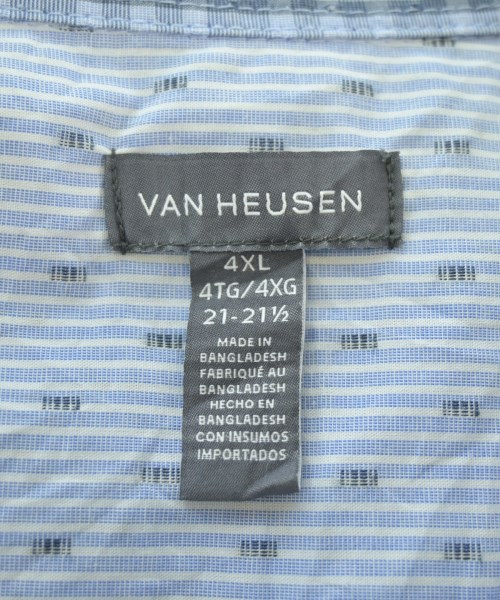 VAN HEUSEN
4XL
4TG/4XG
21-21½
MADE IN
BANGLADESH
FABRIQUÉ AU
BANGLADESH
HECHO EN
BANGLADESH
CON INSUMOS
IMPORTADOS